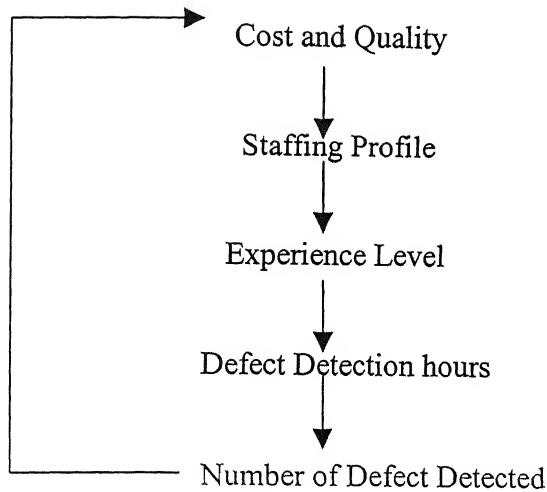 Cost and Quality
Staffing Profile
Experience Level
Defect Detection hours
Number of Defect Detected